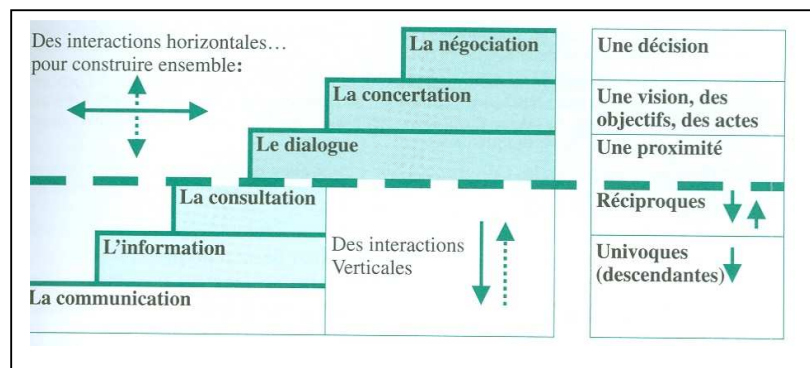 Des interactions horizontales…
pour construire ensemble:
La négociation
La concertation
Le dialogue
La consultation
L'information
La communication
Des interactions
Verticales
Une décision
Une vision, des
objectifs, des actes
Une proximité
Réciproques
Univoques
(descendantes)